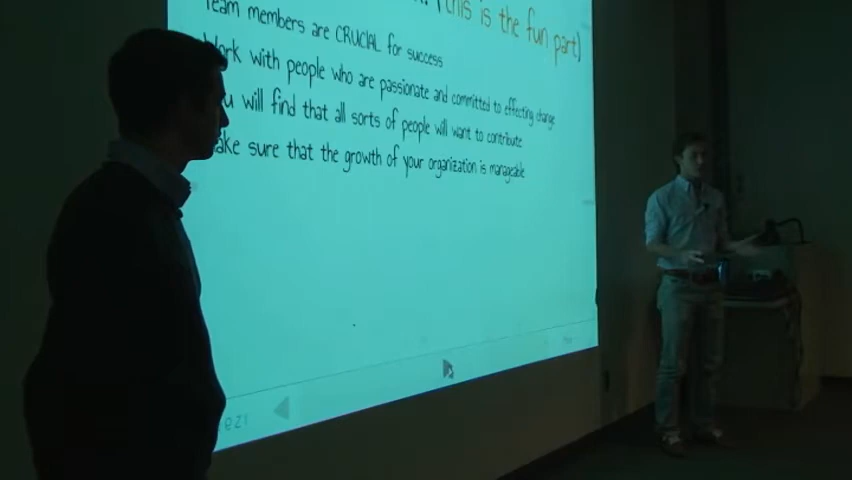 (this is the fun part)
Team members are CRUCIAL for success
Work with people who are passionate and committed to effecting change
You will find that all sorts of people will want to contribute
Make sure that the growth of your organization is manageable